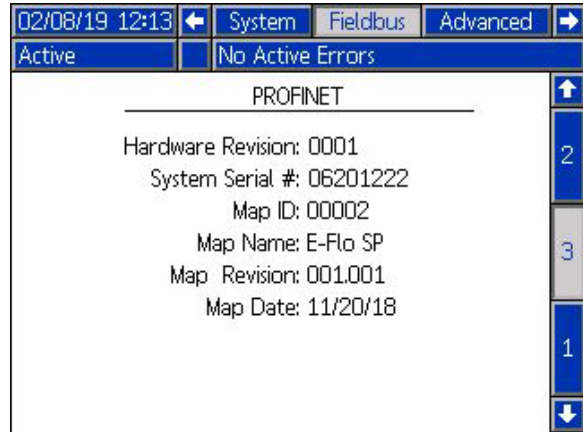 02/08/19 12:13 System Fieldbus Advanced
Active No Active Errors
PROFINET
Hardware Revision: 0001
System Serial #: 06201222
Map ID: 00002
Map Name: E-Flo SP
Map Revision: 001.001
Map Date: 11/20/18
2
3
1